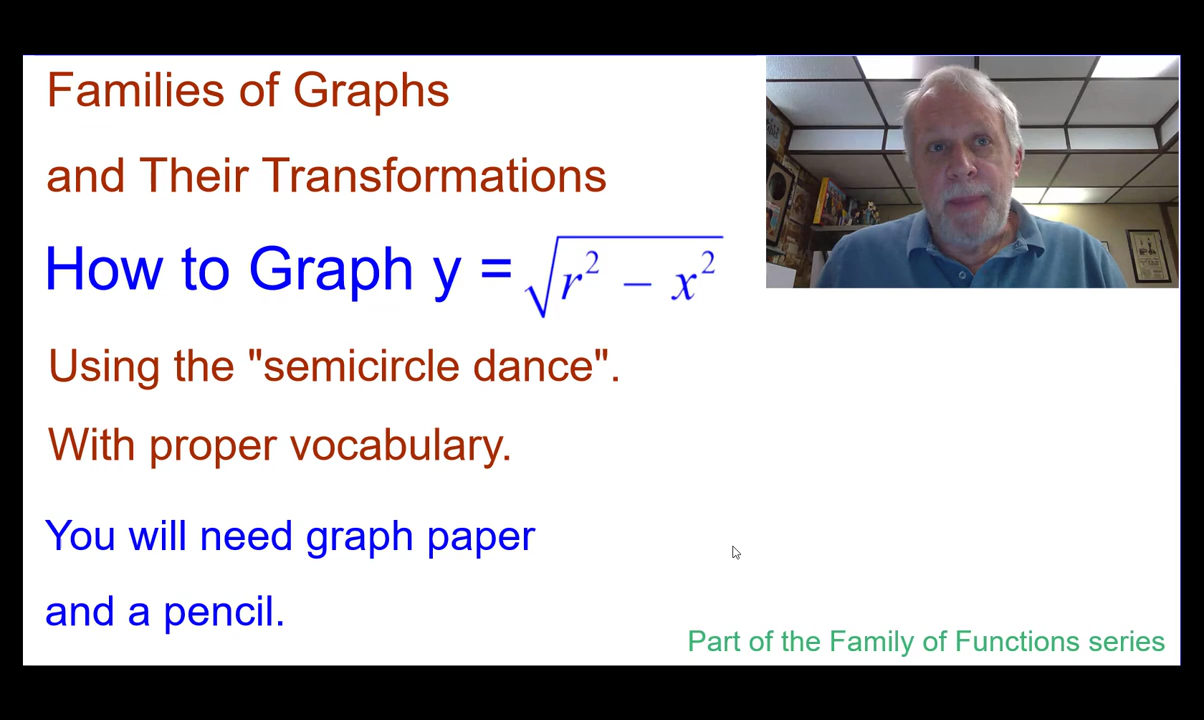 Families of Graphs
and Their Transformations
How to Graph y = √(r² − x²)
Using the "semicircle dance".
With proper vocabulary.
You will need graph paper
and a pencil.
Part of the Family of Functions series